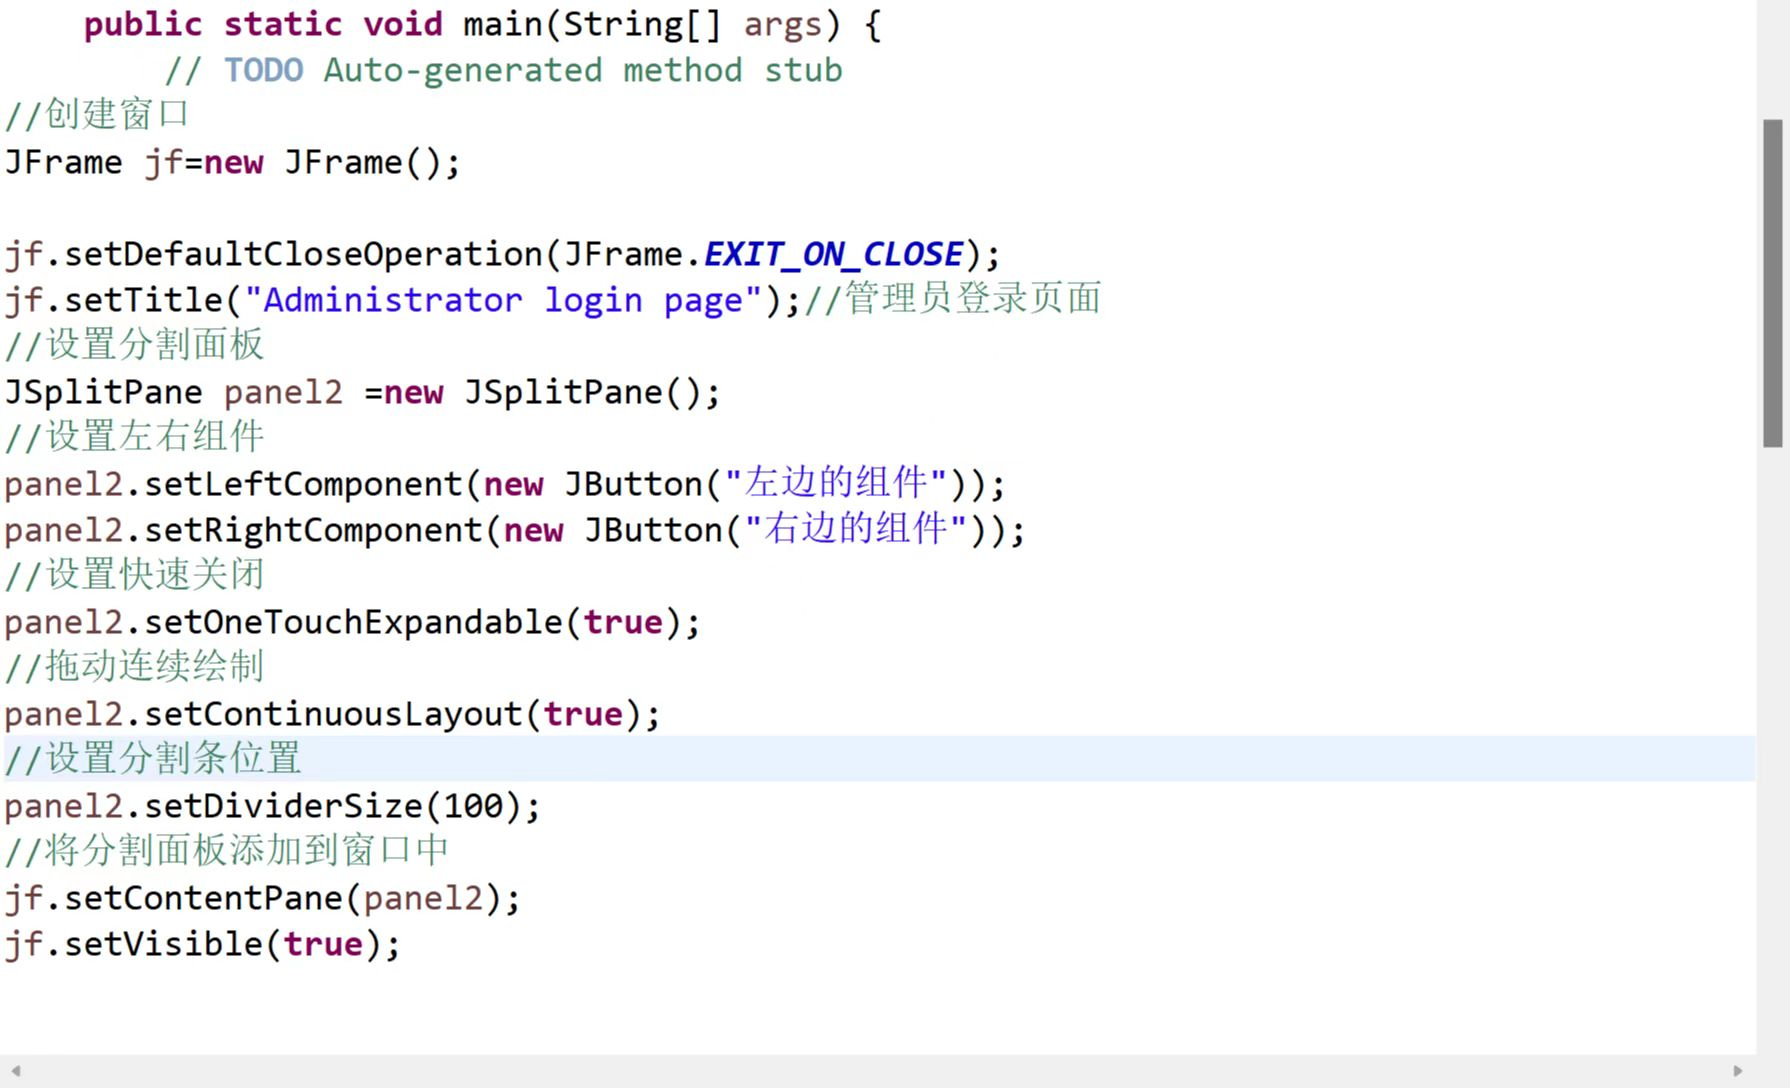 public static void main(String[] args) {
// TODO Auto-generated method stub
//创建窗口
JFrame jf=new JFrame();
jf.setDefaultCloseOperation(JFrame.EXIT_ON_CLOSE);
jf.setTitle("Administrator login page");//管理员登录页面
//设置分割面板
JSplitPane panel2 =new JSplitPane();
//设置左右组件
panel2.setLeftComponent(new JButton("左边的组件"));
panel2.setRightComponent(new JButton("右边的组件"));
//设置快速关闭
panel2.setOneTouchExpandable(true);
//拖动连续绘制
panel2.setContinuousLayout(true);
//设置分割条位置
panel2.setDividerSize(100);
//将分割面板添加到窗口中
jf.setContentPane(panel2);
jf.setVisible(true);